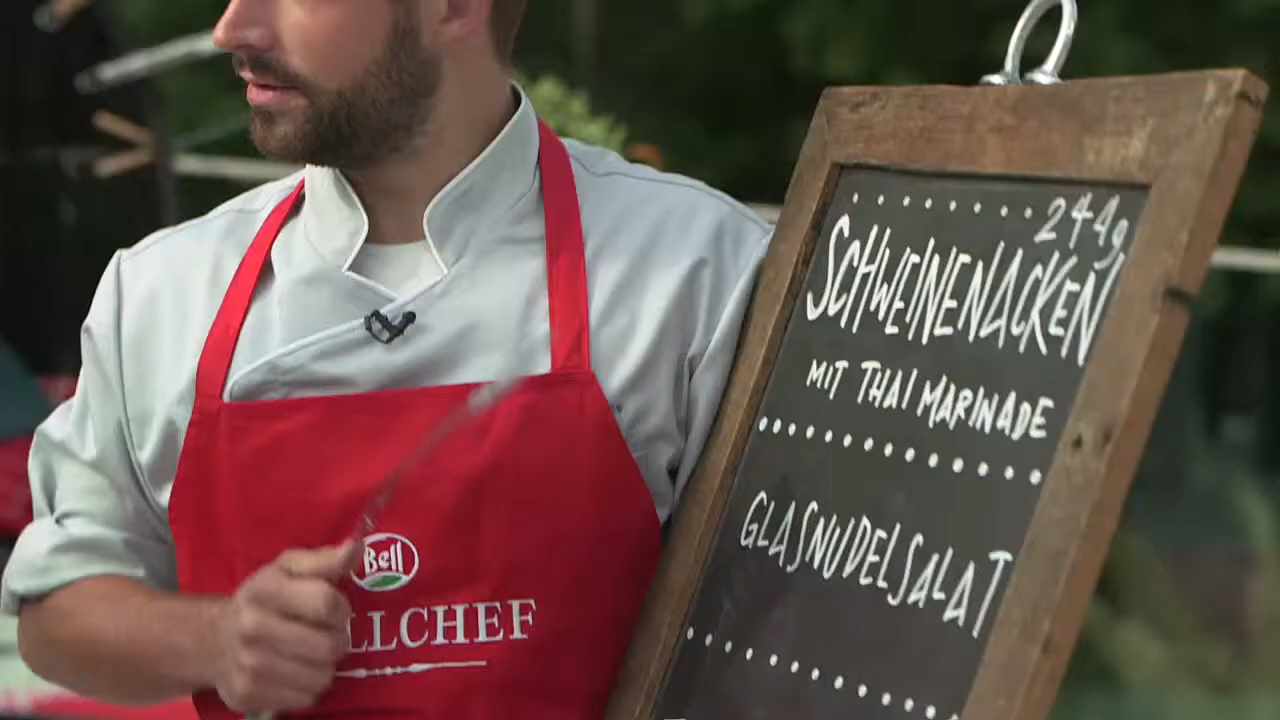 244g
SCHWEINENACKEN
MIT THAI MARINADE
GLASNUDELSALAT
Bell
LLCHEF